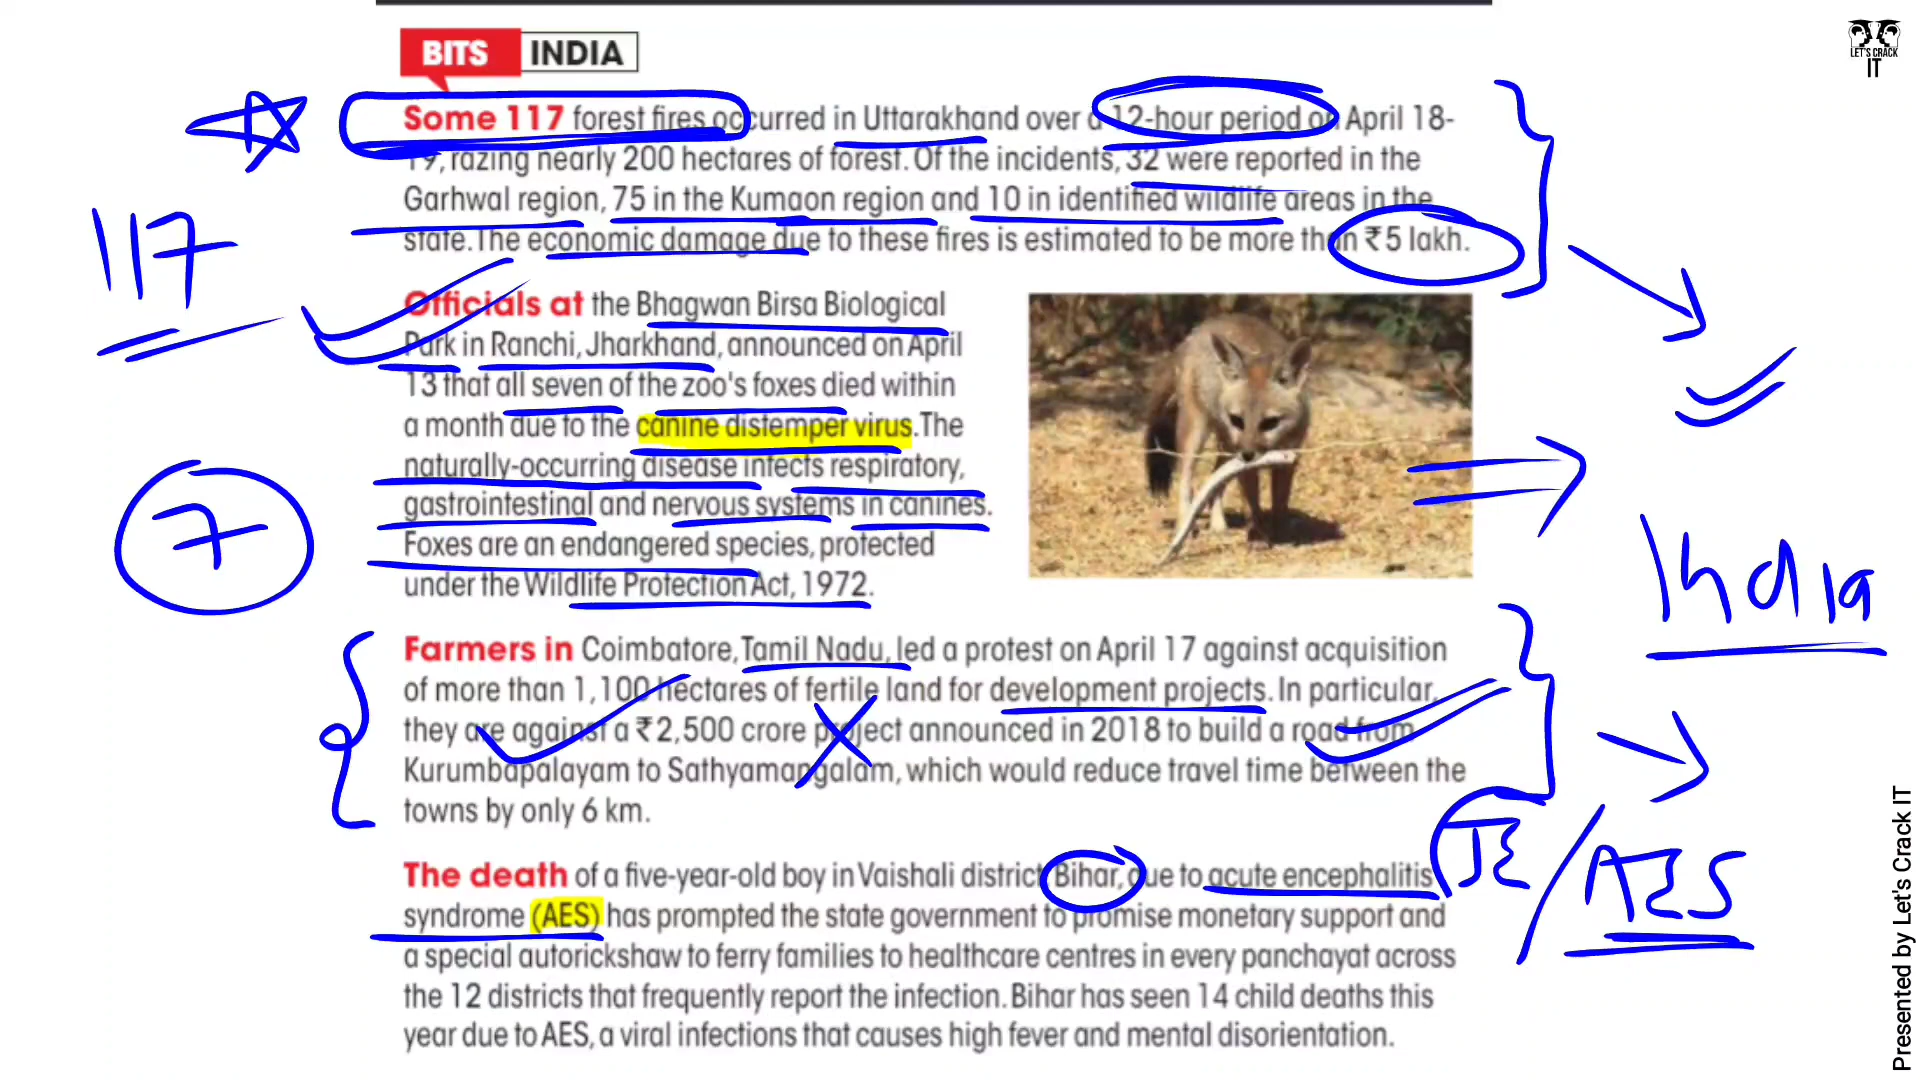 BITS INDIA
LET'S CRACK
IT
Some 117 forest fires occurred in Uttarakhand over a 12-hour period on April 18-
19, razing nearly 200 hectares of forest. Of the incidents, 32 were reported in the
Garhwal region, 75 in the Kumaon region and 10 in identified wildlife areas in the
state. The economic damage due to these fires is estimated to be more than ₹5 lakh.
117
Officials at the Bhagwan Birsa Biological
Park in Ranchi, Jharkhand, announced on April
13 that all seven of the zoo's foxes died within
a month due to the canine distemper virus. The
naturally-occurring disease infects respiratory,
gastrointestinal and nervous systems in canines.
Foxes are an endangered species, protected
under the Wildlife Protection Act, 1972.
7
India
Farmers in Coimbatore, Tamil Nadu, led a protest on April 17 against acquisition
of more than 1,100 hectares of fertile land for development projects. In particular,
they are against a ₹2,500 crore project announced in 2018 to build a road from
Kurumbapalayam to Sathyamangalam, which would reduce travel time between the
towns by only 6 km.
JE / AES
The death of a five-year-old boy in Vaishali district Bihar, due to acute encephalitis
syndrome (AES) has prompted the state government to promise monetary support and
a special autorickshaw to ferry families to healthcare centres in every panchayat across
the 12 districts that frequently report the infection. Bihar has seen 14 child deaths this
year due to AES, a viral infections that causes high fever and mental disorientation.
Presented by Let's Crack IT